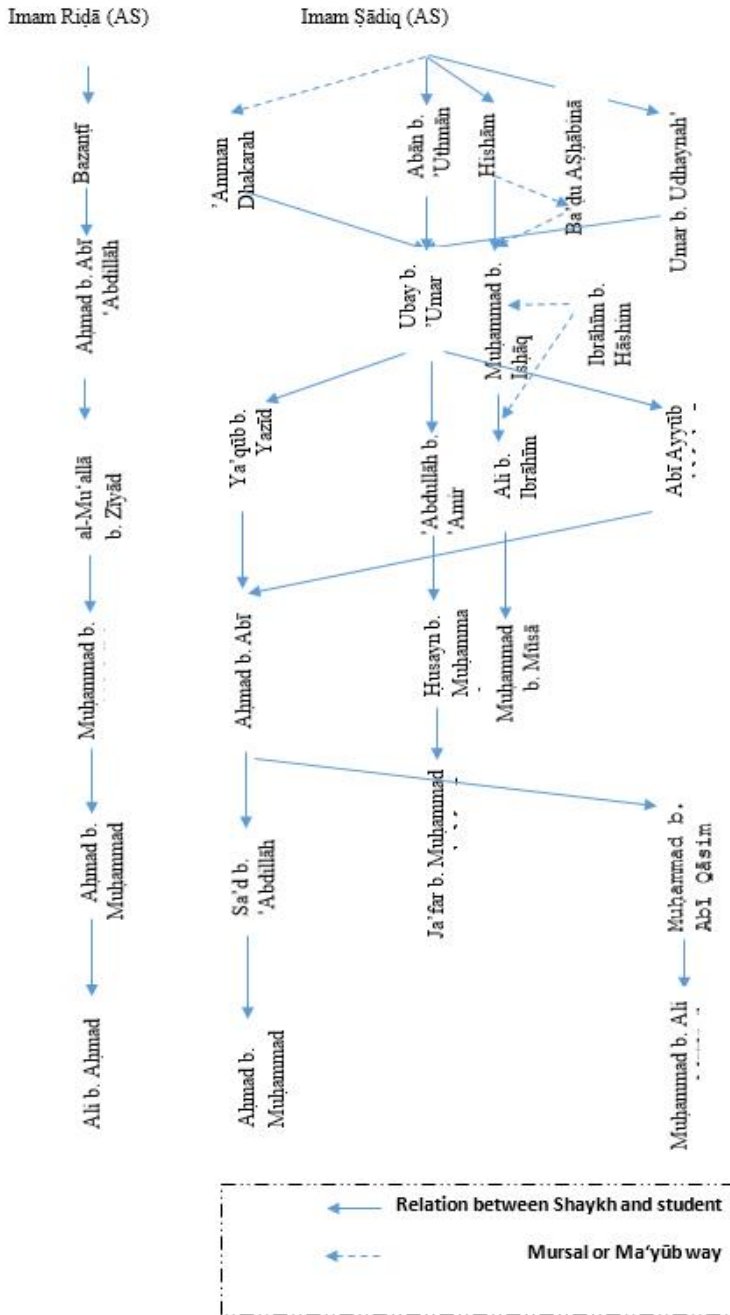 Imam Riḍā (AS)
Imam Ṣādiq (AS)
Bazanṭī
'Amman
Dhakarah
Abān b.
'Uthmān
Hishām
Ba'ḍu AṢḥābinā
Umar b. Udhaynah'
Aḥmad b. Abī
'Abdillāh
Ubay b.
'Umar
Muḥammad b.
Isḥāq
Ibrāhīm b.
Hāshim
al-Mu‘allā
b. Zīyād
Ya'qūb b.
Yazīd
'Abdullāh b.
'Amir
Ali b.
Ibrāhīm
Abī Ayyūb
Muḥammad b.
Aḥmad b. Abī
Ḥusayn b.
Muḥamma
Muḥammad
b. Mūsā
Aḥmad b.
Muḥammad
Sa'd b.
'Abdillāh
Ja'far b. Muḥammad
Muḥammad b.
Abī Qāsim
Ali b. Aḥmad
Aḥmad b.
Muḥammad
Muḥammad b. Ali
Relation between Shaykh and student
Mursal or Ma‘yūb way